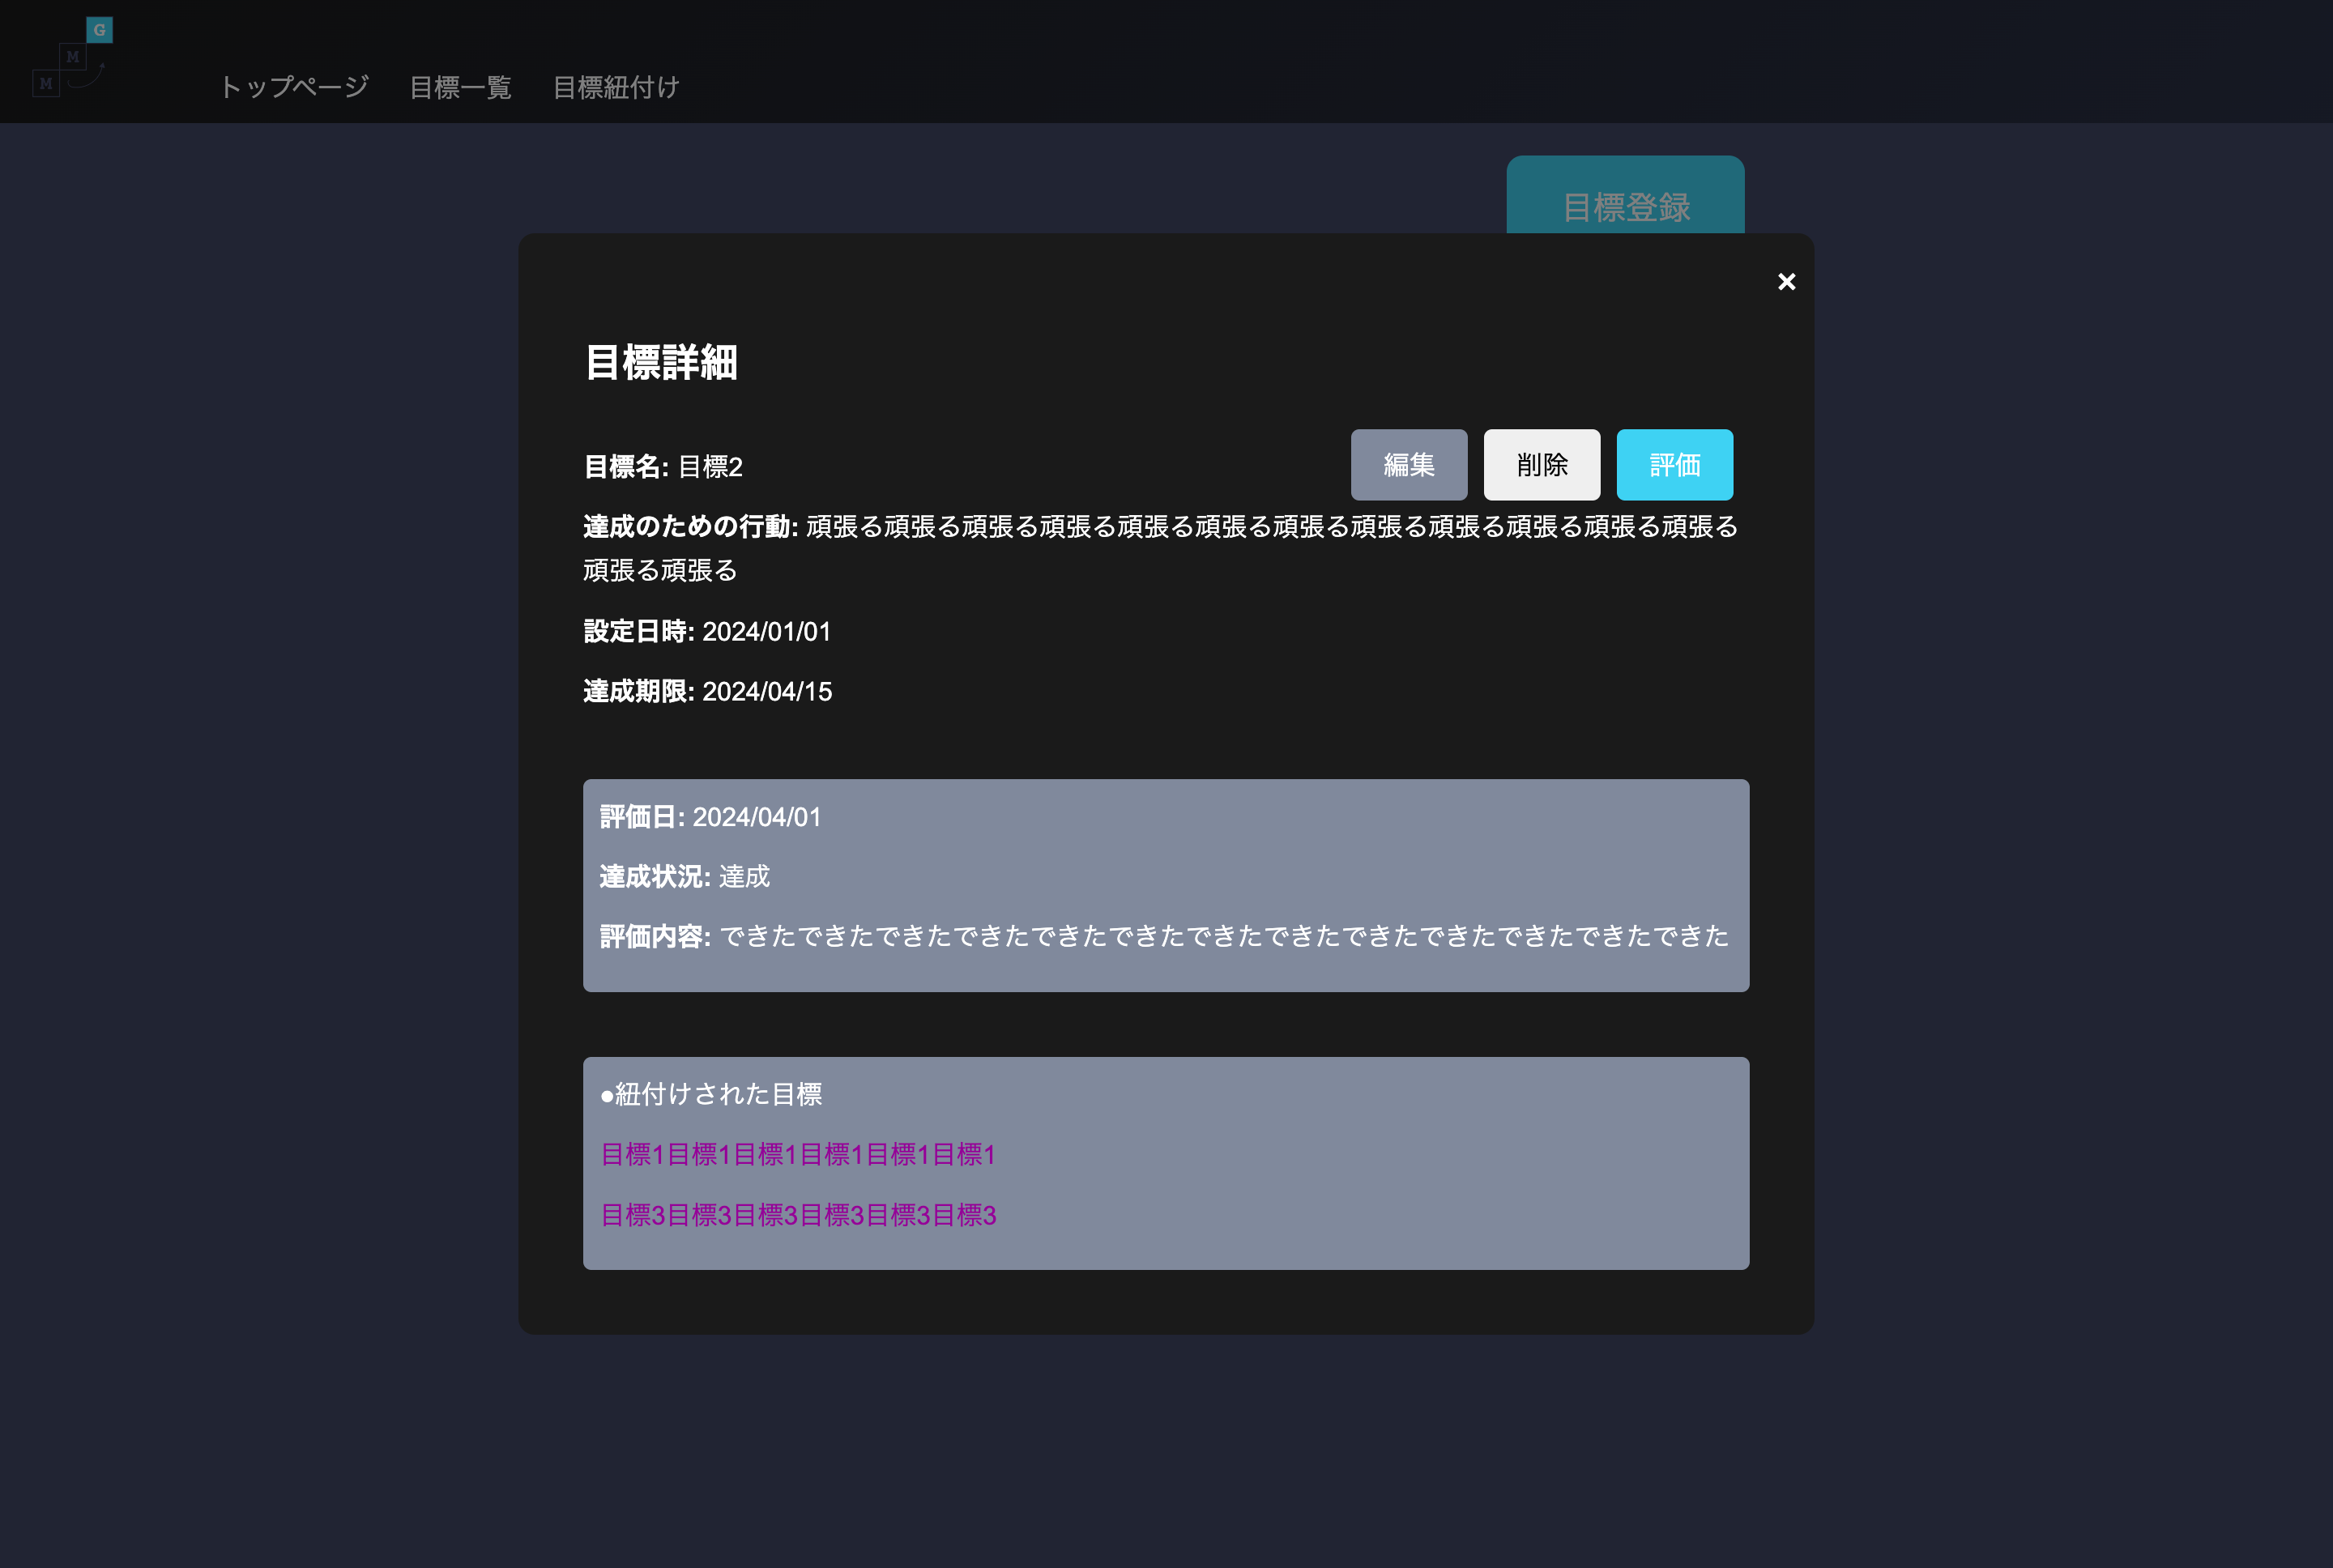 G
M
M
トップページ 目標一覧 目標紐付け
目標登録
×
目標詳細
編集 削除 評価
目標名: 目標2
達成のための行動: 頑張る頑張る頑張る頑張る頑張る頑張る頑張る頑張る頑張る頑張る頑張る頑張る
頑張る頑張る
設定日時: 2024/01/01
達成期限: 2024/04/15
評価日: 2024/04/01
達成状況: 達成
評価内容: できたできたできたできたできたできたできたできたできたできたできたできたできた
●紐付けされた目標
目標1目標1目標1目標1目標1目標1
目標3目標3目標3目標3目標3目標3